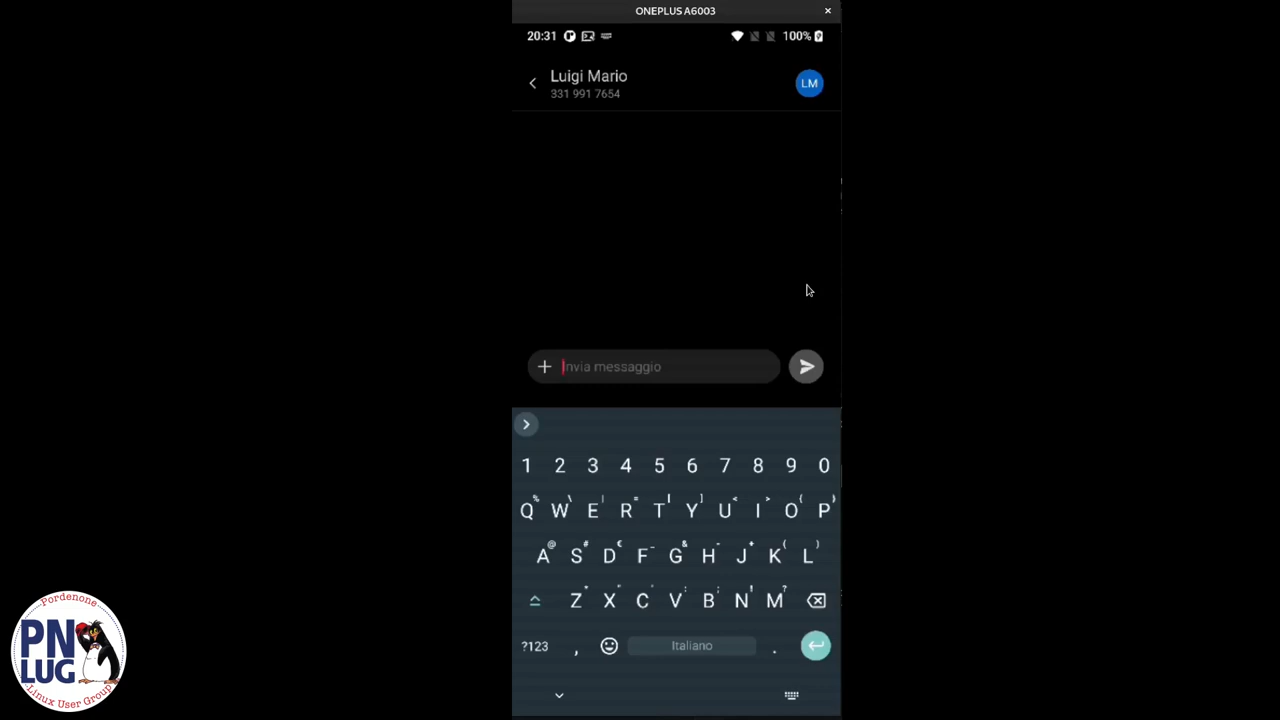 ONEPLUS A6003
20:31
100%
Luigi Mario
331 991 7654
LM
Invia messaggio
1 2 3 4 5 6 7 8 9 0
Q W E R T Y U I O P
A S D F G H J K L
Z X C V B N M
?123 , Italiano .
Pordenone
PN
LUG
Linux User Group